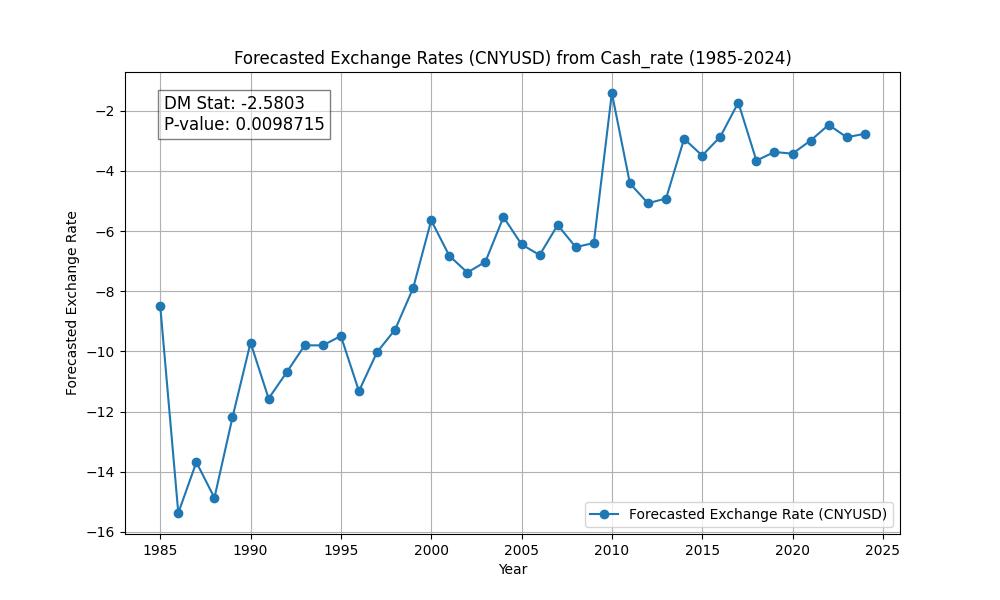 Forecasted Exchange Rates (CNYUSD) from Cash_rate (1985-2024)
DM Stat: -2.5803
P-value: 0.0098715
Forecasted Exchange Rate
−2
−4
−6
−8
−10
−12
−14
−16
Forecasted Exchange Rate (CNYUSD)
1985 1990 1995 2000 2005 2010 2015 2020 2025
Year